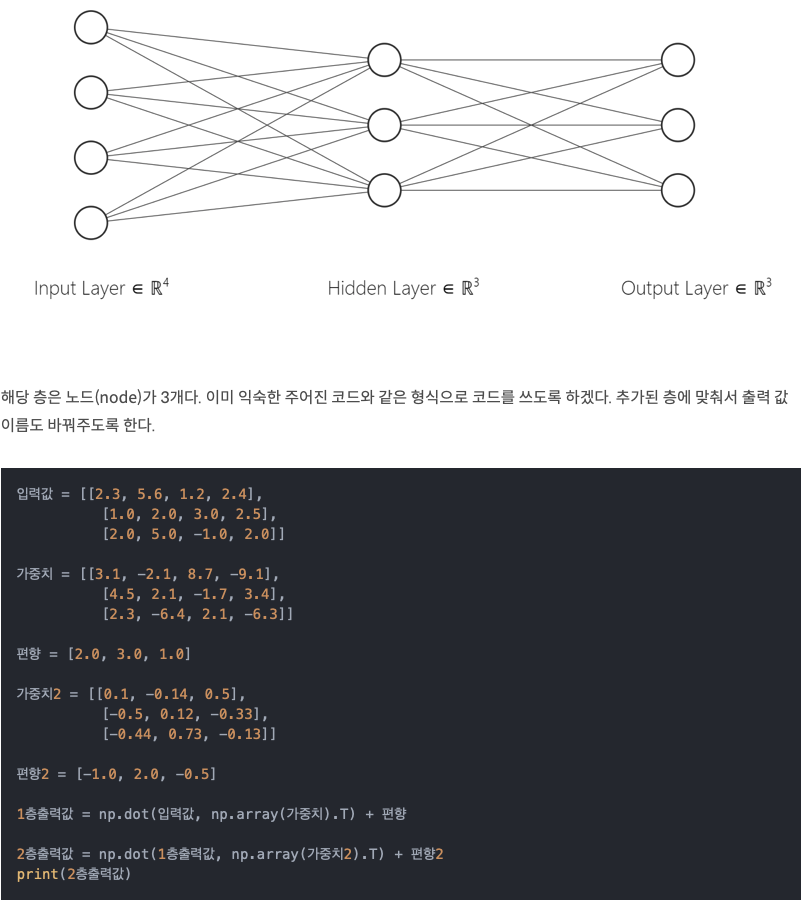 Input Layer ∈ ℝ⁴ Hidden Layer ∈ ℝ³ Output Layer ∈ ℝ³
해당 층은 노드(node)가 3개다. 이미 익숙한 주어진 코드와 같은 형식으로 코드를 쓰도록 하겠다. 추가된 층에 맞춰서 출력 값
이름도 바꿔주도록 한다.
입력값 = [[2.3, 5.6, 1.2, 2.4],
[1.0, 2.0, 3.0, 2.5],
[2.0, 5.0, -1.0, 2.0]]
가중치 = [[3.1, -2.1, 8.7, -9.1],
[4.5, 2.1, -1.7, 3.4],
[2.3, -6.4, 2.1, -6.3]]
편향 = [2.0, 3.0, 1.0]
가중치2 = [[0.1, -0.14, 0.5],
[-0.5, 0.12, -0.33],
[-0.44, 0.73, -0.13]]
편향2 = [-1.0, 2.0, -0.5]
1층출력값 = np.dot(입력값, np.array(가중치).T) + 편향
2층출력값 = np.dot(1층출력값, np.array(가중치2).T) + 편향2
print(2층출력값)